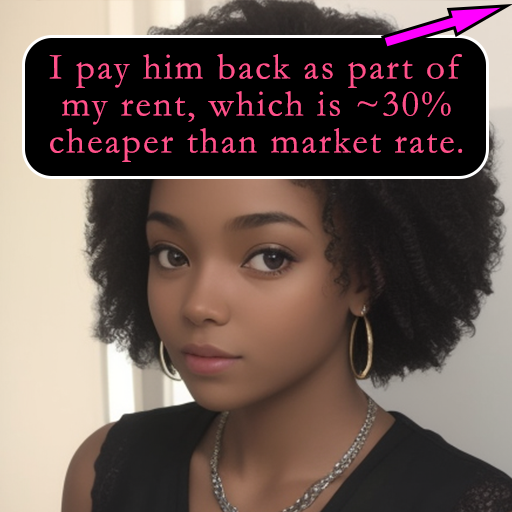 I pay him back as part of
my rent, which is ~30%
cheaper than market rate.